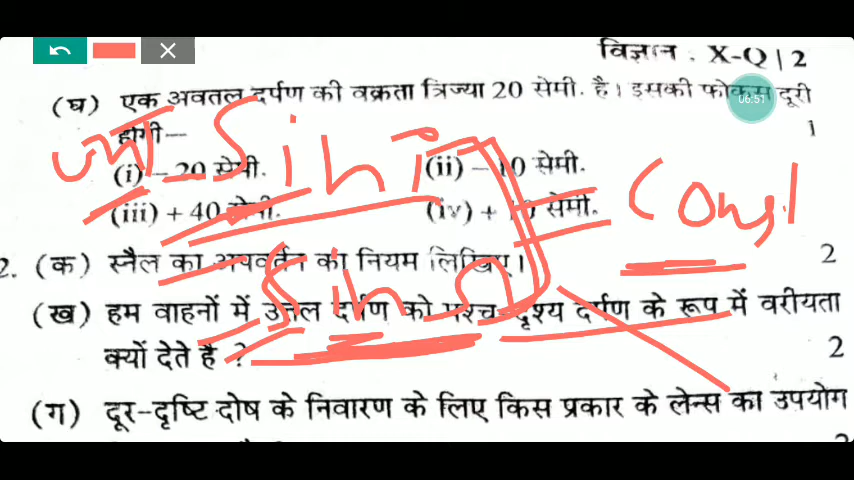 विज्ञान . X-Q | 2
(घ) एक अवतल दर्पण की वक्रता त्रिज्या 20 सेमी. है। इसकी फोकस दूरी
06:51
होगी— 1
(i) – 20 सेमी. (ii) – 10 सेमी.
(iii) + 40 सेमी. (iv) + 10 सेमी.
Sin i
Sin r
= Const
2. (क) स्नैल का अपवर्तन का नियम लिखिए। 2
(ख) हम वाहनों में उत्तल दर्पण को पश्च-दृश्य दर्पण के रूप में वरीयता
क्यों देते है ? 2
(ग) दूर-दृष्टि दोष के निवारण के लिए किस प्रकार के लेन्स का उपयोग